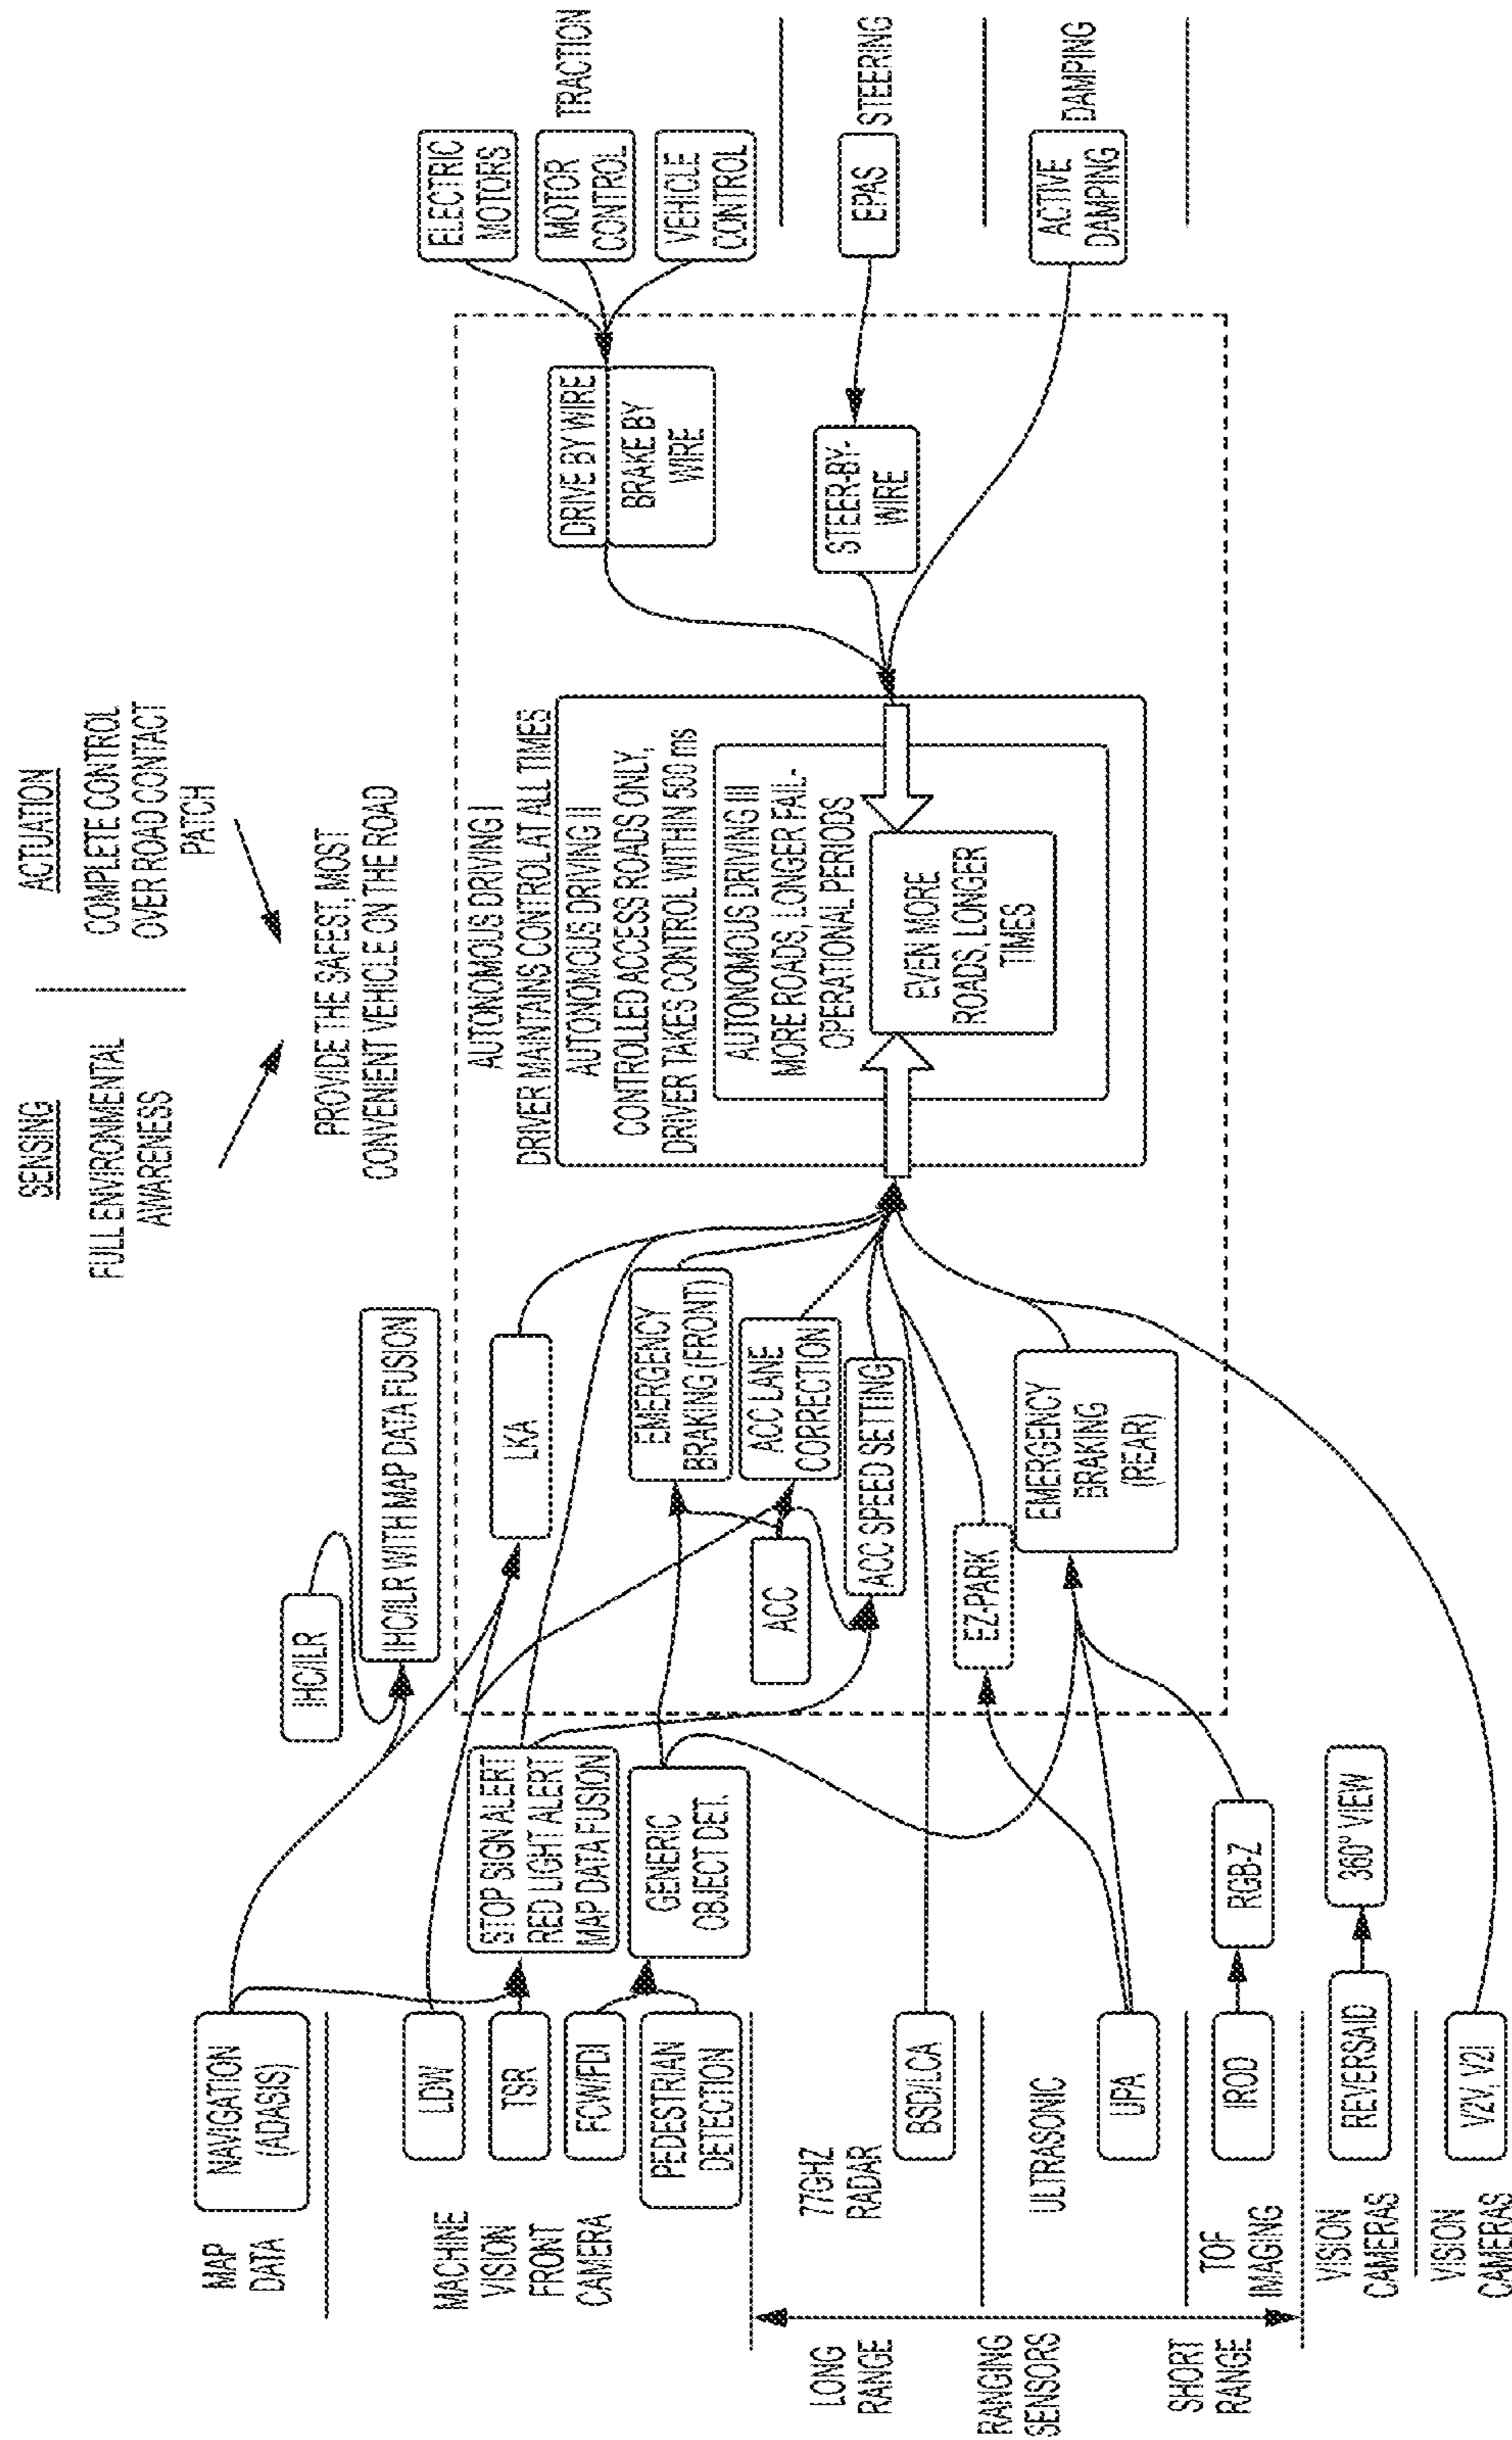 SENSING
FULL ENVIRONMENTAL
AWARENESS
ACTUATION
COMPLETE CONTROL
OVER ROAD CONTACT
PATCH
PROVIDE THE SAFEST, MOST
CONVENIENT VEHICLE ON THE ROAD
MAP
DATA
NAVIGATION
(ADASIS)
IHC/ILR
IHC/ILR WITH MAP DATA FUSION
MACHINE
VISION
FRONT
CAMERA
LDW
TSR
FCW/FDI
PEDESTRIAN
DETECTION
STOP SIGN ALERT
RED LIGHT ALERT
MAP DATA FUSION
GENERIC
OBJECT DET.
LKA
EMERGENCY
BRAKING (FRONT)
ACC
ACC LANE
CORRECTION
ACC SPEED SETTING
EZ-PARK
EMERGENCY
BRAKING
(REAR)
LONG
RANGE
RANGING
SENSORS
SHORT
RANGE
77GHZ
RADAR
BSD/LCA
ULTRASONIC
UPA
TOF
IMAGING
IROD
RGB-Z
VISION
CAMERAS
REVERSAID
360° VIEW
VISION
CAMERAS
V2V, V2I
AUTONOMOUS DRIVING I
DRIVER MAINTAINS CONTROL AT ALL TIMES
AUTONOMOUS DRIVING II
CONTROLLED ACCESS ROADS ONLY,
DRIVER TAKES CONTROL WITHIN 500 ms
AUTONOMOUS DRIVING III
MORE ROADS, LONGER FAIL-
OPERATIONAL PERIODS
EVEN MORE
ROADS, LONGER
TIMES
DRIVE BY WIRE
BRAKE BY
WIRE
STEER-BY-
WIRE
ELECTRIC
MOTORS
MOTOR
CONTROL
VEHICLE
CONTROL
TRACTION
EPAS
STEERING
ACTIVE
DAMPING
DAMPING